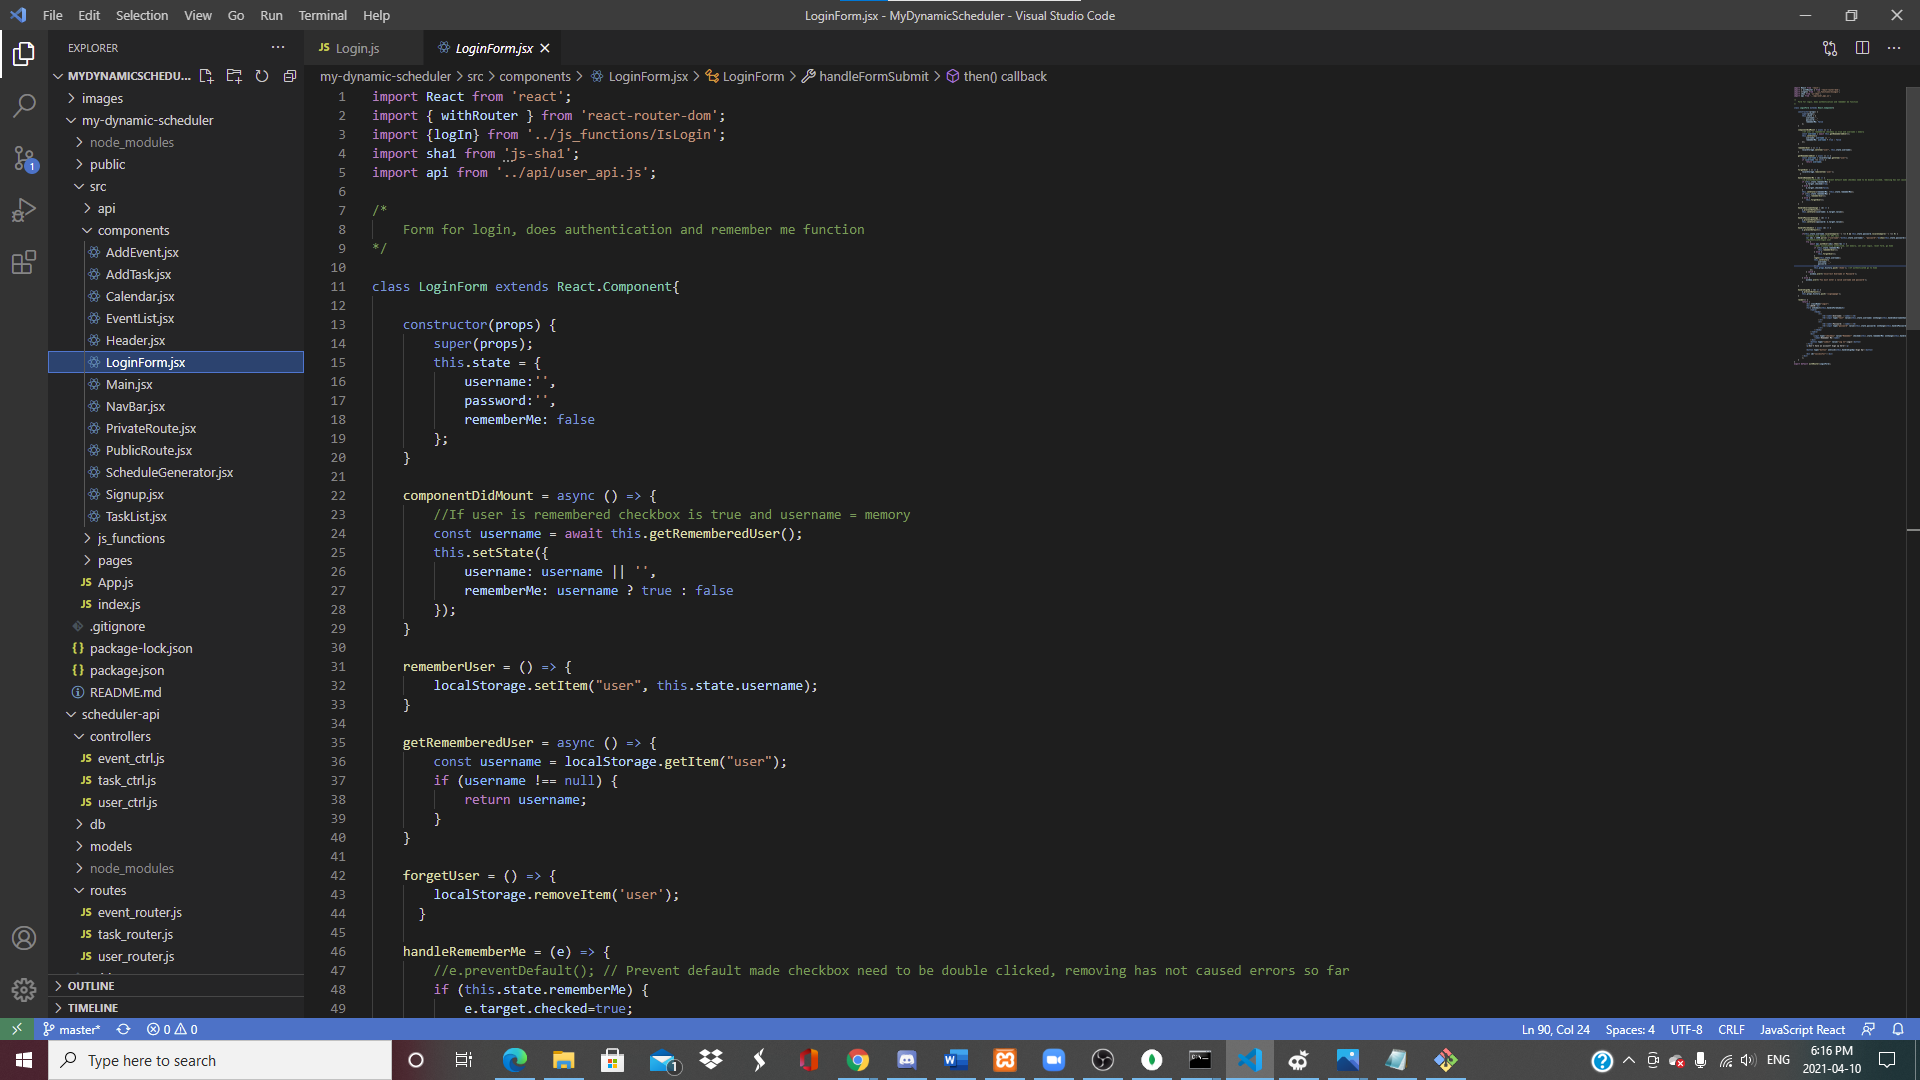 File Edit Selection View Go Run Terminal Help
LoginForm.jsx - MyDynamicScheduler - Visual Studio Code
EXPLORER
MYDYNAMICSCHEDU...
images
my-dynamic-scheduler
node_modules
public
src
api
components
AddEvent.jsx
AddTask.jsx
Calendar.jsx
EventList.jsx
Header.jsx
LoginForm.jsx
Main.jsx
NavBar.jsx
PrivateRoute.jsx
PublicRoute.jsx
ScheduleGenerator.jsx
Signup.jsx
TaskList.jsx
js_functions
pages
JS App.js
JS index.js
.gitignore
{} package-lock.json
{} package.json
README.md
scheduler-api
controllers
JS event_ctrl.js
JS task_ctrl.js
JS user_ctrl.js
db
models
node_modules
routes
JS event_router.js
JS task_router.js
JS user_router.js
OUTLINE
TIMELINE
1
JS Login.js
LoginForm.jsx
my-dynamic-scheduler > src > components > LoginForm.jsx > LoginForm > handleFormSubmit > then() callback
1 import React from 'react';
2 import { withRouter } from 'react-router-dom';
3 import {logIn} from '../js_functions/IsLogin';
4 import sha1 from 'js-sha1';
5 import api from '../api/user_api.js';
6
7 /*
8 Form for login, does authentication and remember me function
9 */
10
11 class LoginForm extends React.Component{
12
13 constructor(props) {
14 super(props);
15 this.state = {
16 username:'',
17 password:'',
18 rememberMe: false
19 };
20 }
21
22 componentDidMount = async () => {
23 //If user is remembered checkbox is true and username = memory
24 const username = await this.getRememberedUser();
25 this.setState({
26 username: username || '',
27 rememberMe: username ? true : false
28 });
29 }
30
31 rememberUser = () => {
32 localStorage.setItem("user", this.state.username);
33 }
34
35 getRememberedUser = async () => {
36 const username = localStorage.getItem("user");
37 if (username !== null) {
38 return username;
39 }
40 }
41
42 forgetUser = () => {
43 localStorage.removeItem('user');
44 }
45
46 handleRememberMe = (e) => {
47 //e.preventDefault(); // Prevent default made checkbox need to be double clicked, removing has not caused errors so far
48 if (this.state.rememberMe) {
49 e.target.checked=true;
master* 0 0
Ln 90, Col 24 Spaces: 4 UTF-8 CRLF JavaScript React
Type here to search
1
W
ENG
6:16 PM
2021-04-10